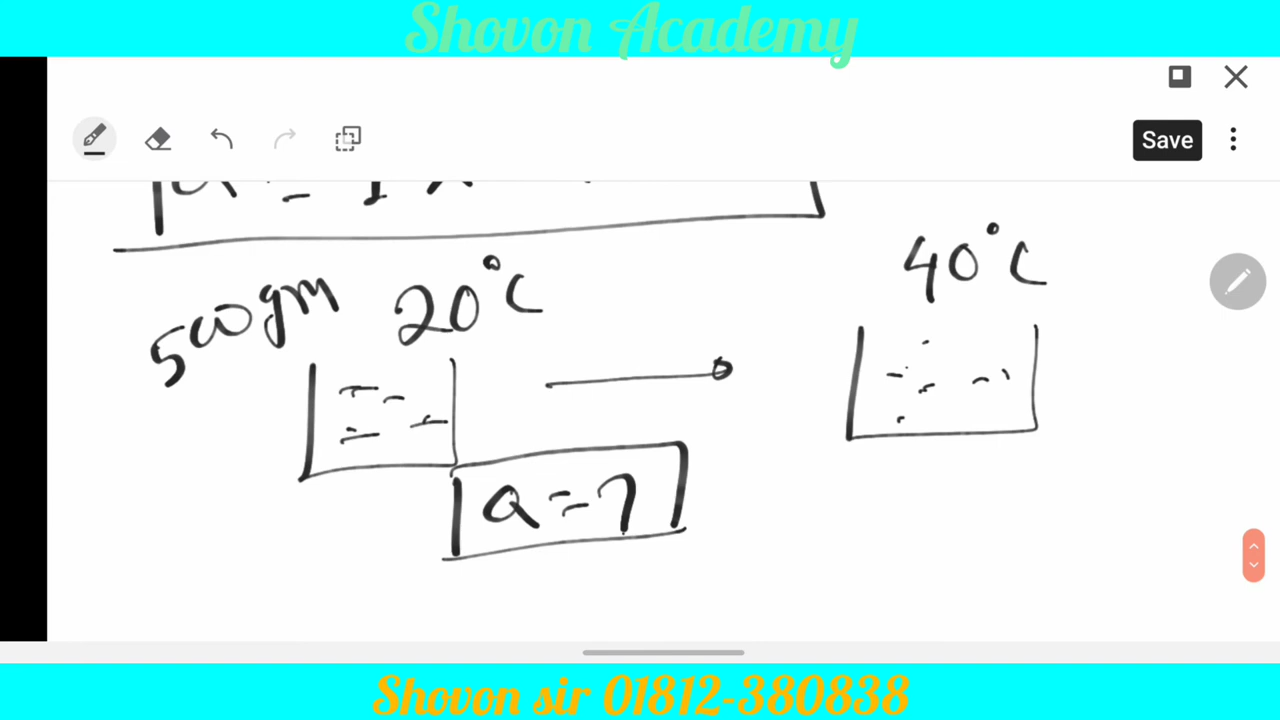 Shovon Academy
Save
500gm 20°C
40°C
Q = ?
Shovon sir 01812-380838